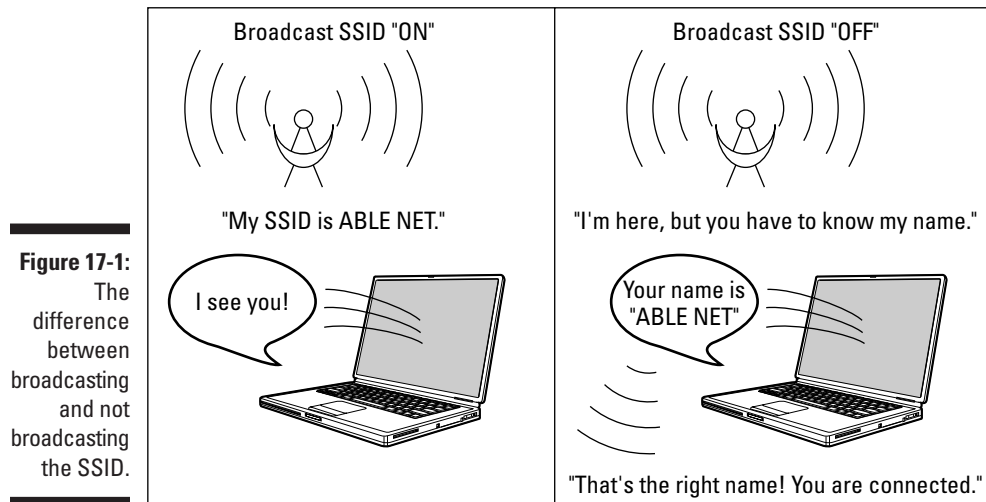 Broadcast SSID "ON"
"My SSID is ABLE NET."
I see you!
Broadcast SSID "OFF"
"I'm here, but you have to know my name."
Your name is
"ABLE NET"
"That's the right name! You are connected."
Figure 17-1:
The
difference
between
broadcasting
and not
broadcasting
the SSID.